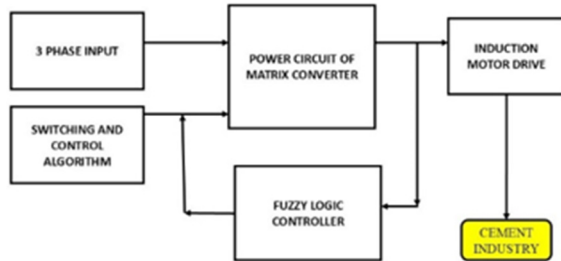 3 PHASE INPUT
POWER CIRCUIT OF
MATRIX CONVERTER
INDUCTION
MOTOR DRIVE
SWITCHING AND
CONTROL
ALGORITHM
FUZZY LOGIC
CONTROLLER
CEMENT
INDUSTRY